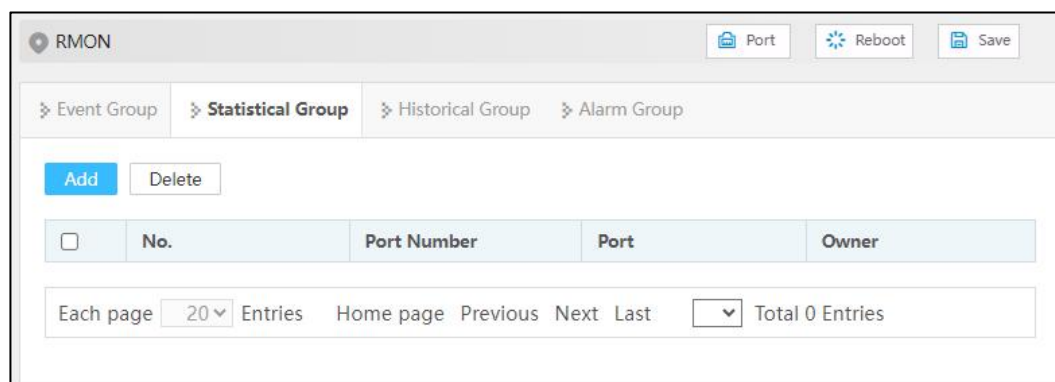 RMON Port Reboot Save
Event Group Statistical Group Historical Group Alarm Group
Add Delete
No. Port Number Port Owner
Each page 20 Entries Home page Previous Next Last Total 0 Entries